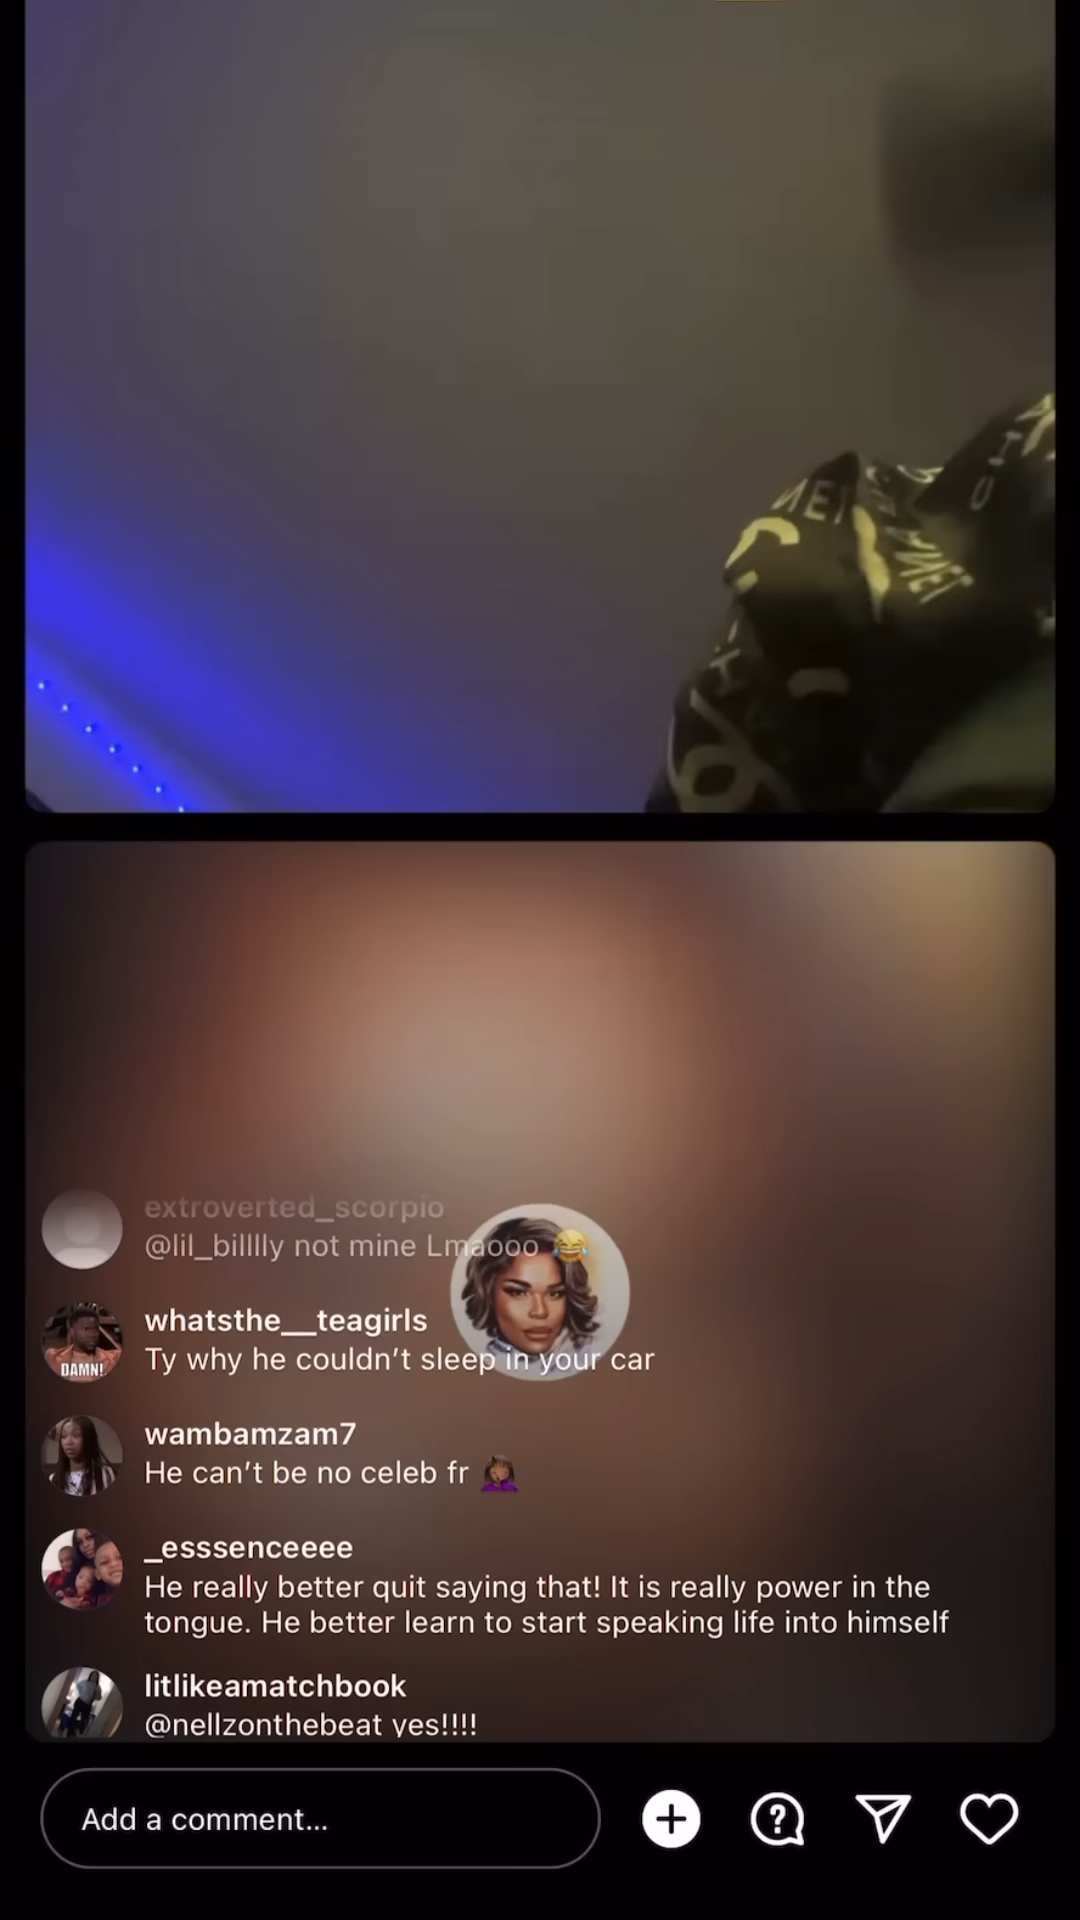 extroverted_scorpio
@lil_billlly not mine Lmaooo 😂
whatsthe__teagirls
DAMN!
Ty why he couldn't sleep in your car
wambamzam7
He can't be no celeb fr 🤦🏾‍♀️
_esssenceeee
He really better quit saying that! It is really power in the
tongue. He better learn to start speaking life into himself
litlikeamatchbook
@nellzonthebeat yes!!!!
Add a comment...